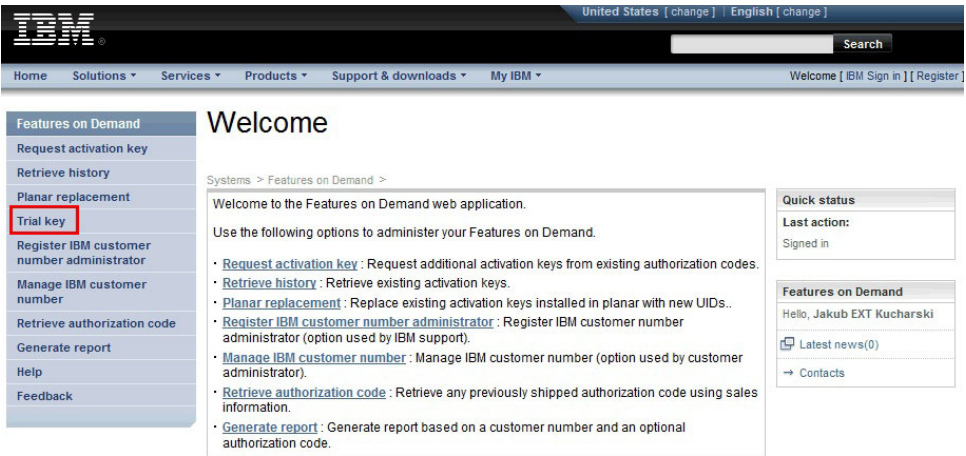 United States [ change ] | English [ change ]
IBM®
Search
Home Solutions Services Products Support & downloads My IBM Welcome [ IBM Sign in ] [ Register ]
Features on Demand
Request activation key
Retrieve history
Planar replacement
Trial key
Register IBM customer
number administrator
Manage IBM customer
number
Retrieve authorization code
Generate report
Help
Feedback
Welcome
Systems > Features on Demand >
Welcome to the Features on Demand web application.
Use the following options to administer your Features on Demand.
· Request activation key : Request additional activation keys from existing authorization codes.
· Retrieve history : Retrieve existing activation keys.
· Planar replacement : Replace existing activation keys installed in planar with new UIDs..
· Register IBM customer number administrator : Register IBM customer number
administrator (option used by IBM support).
· Manage IBM customer number : Manage IBM customer number (option used by customer
administrator).
· Retrieve authorization code : Retrieve any previously shipped authorization code using sales
information.
· Generate report : Generate report based on a customer number and an optional
authorization code.
Quick status
Last action:
Signed in
Features on Demand
Hello, Jakub EXT Kucharski
Latest news(0)
→ Contacts